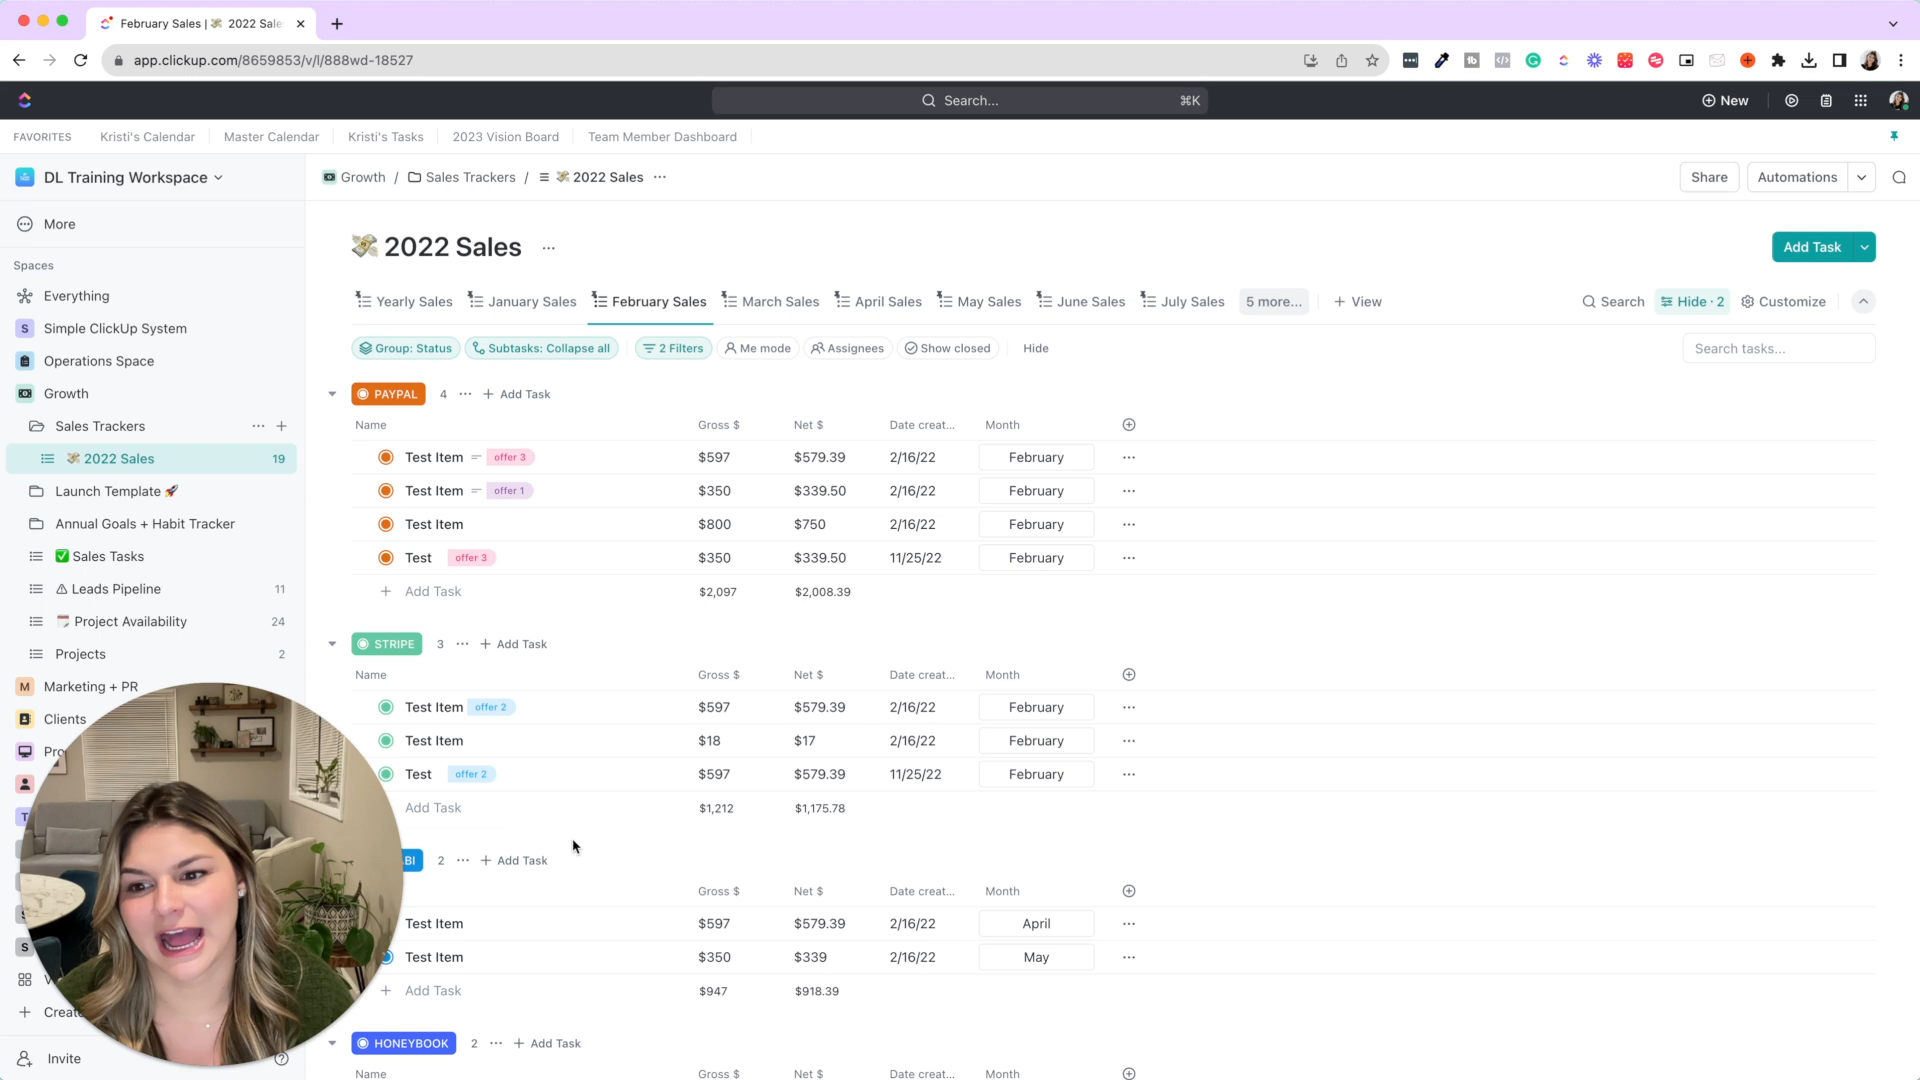 February Sales | 💸 2022 Sale
app.clickup.com/8659853/v/l/888wd-18527
Search... ⌘K
New
FAVORITES Kristi's Calendar Master Calendar Kristi's Tasks 2023 Vision Board Team Member Dashboard
DL Training Workspace
Growth / Sales Trackers / 💸 2022 Sales ...
Share
Automations
More
Spaces
Everything
S Simple ClickUp System
Operations Space
Growth
Sales Trackers
💸 2022 Sales 19
Launch Template 🚀
Annual Goals + Habit Tracker
✅ Sales Tasks
⚠ Leads Pipeline 11
🗓 Project Availability 24
Projects 2
M Marketing + PR
Clients
Pro
T
S
S
Create
Invite
💸 2022 Sales ...
Add Task
Yearly Sales January Sales February Sales March Sales April Sales May Sales June Sales July Sales 5 more... + View
Search Hide · 2 Customize
Group: Status Subtasks: Collapse all 2 Filters Me mode Assignees Show closed Hide
Search tasks...
PAYPAL 4 ... + Add Task
Name Gross $ Net $ Date creat... Month
Test Item offer 3 $597 $579.39 2/16/22 February
Test Item offer 1 $350 $339.50 2/16/22 February
Test Item $800 $750 2/16/22 February
Test offer 3 $350 $339.50 11/25/22 February
+ Add Task $2,097 $2,008.39
STRIPE 3 ... + Add Task
Name Gross $ Net $ Date creat... Month
Test Item offer 2 $597 $579.39 2/16/22 February
Test Item $18 $17 2/16/22 February
Test offer 2 $597 $579.39 11/25/22 February
Add Task $1,212 $1,175.78
BI 2 ... + Add Task
Gross $ Net $ Date creat... Month
Test Item $597 $579.39 2/16/22 April
Test Item $350 $339 2/16/22 May
+ Add Task $947 $918.39
HONEYBOOK 2 ... + Add Task
Name Gross $ Net $ Date creat... Month